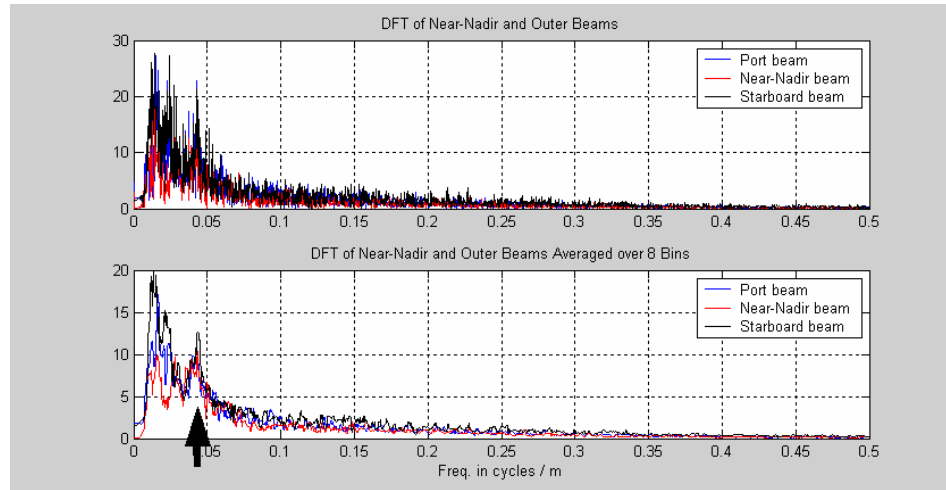 DFT of Near-Nadir and Outer Beams
30
20
10
0
Port beam
Near-Nadir beam
Starboard beam
0 0.05 0.1 0.15 0.2 0.25 0.3 0.35 0.4 0.45 0.5
DFT of Near-Nadir and Outer Beams Averaged over 8 Bins
20
15
10
5
0
Port beam
Near-Nadir beam
Starboard beam
0 0.05 0.1 0.15 0.2 0.25 0.3 0.35 0.4 0.45 0.5
Freq. in cycles / m